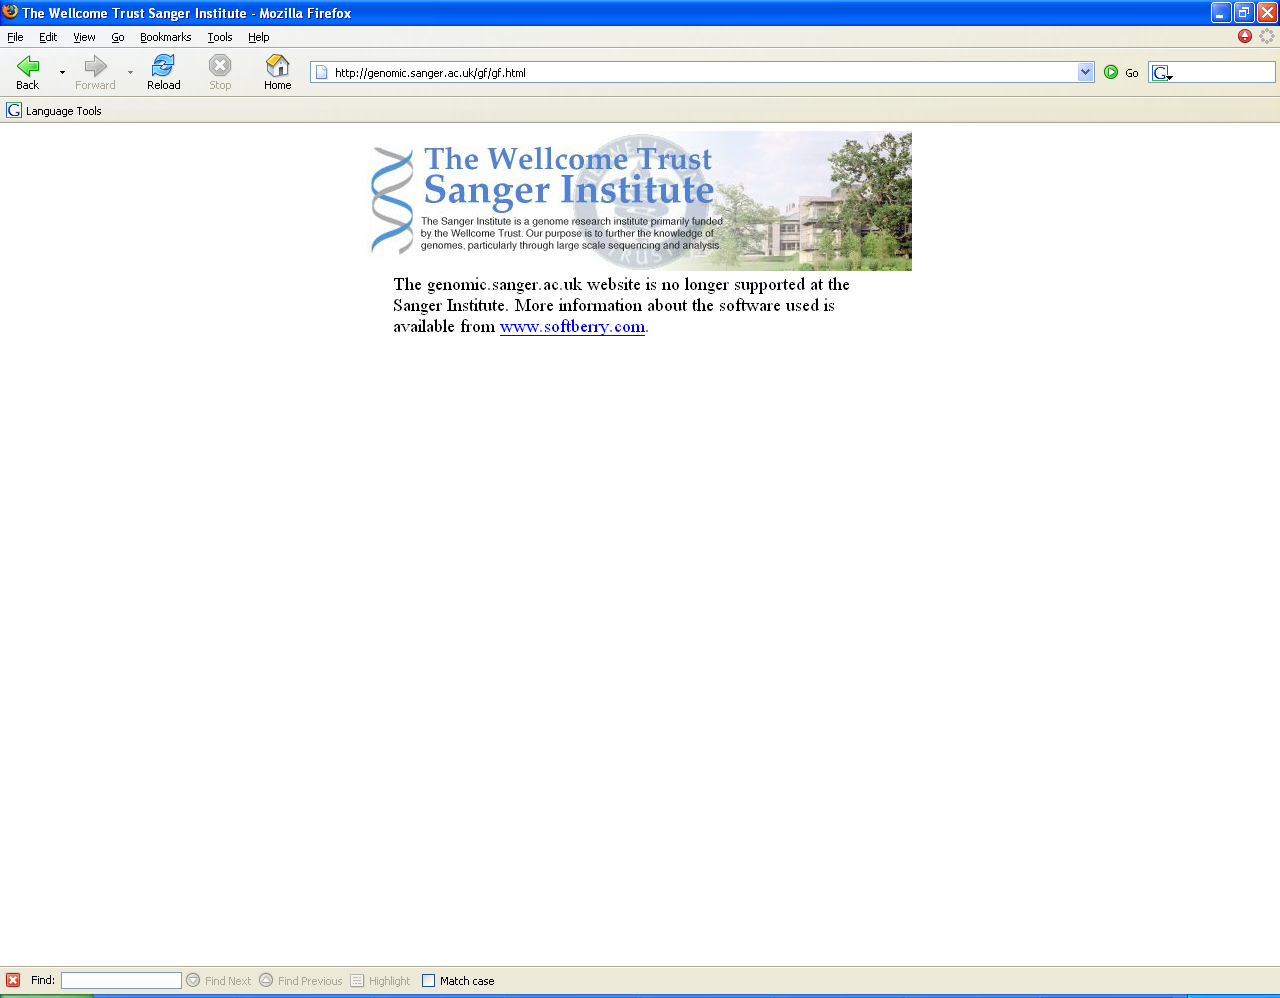 The Wellcome Trust Sanger Institute - Mozilla Firefox
File Edit View Go Bookmarks Tools Help
Back Forward Reload Stop Home http://genomic.sanger.ac.uk/gf/gf.html Go G
G Language Tools
The Wellcome Trust
Sanger Institute
The Sanger Institute is a genome research institute primarily funded
by the Wellcome Trust. Our purpose is to further the knowledge of
genomes, particularly through large scale sequencing and analysis.
TRUST
The genomic.sanger.ac.uk website is no longer supported at the
Sanger Institute. More information about the software used is
available from www.softberry.com.
Find: Find Next Find Previous Highlight Match case